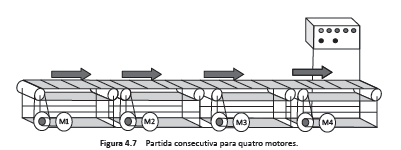 M1
M2
M3
M4
Figura 4.7 Partida consecutiva para quatro motores.